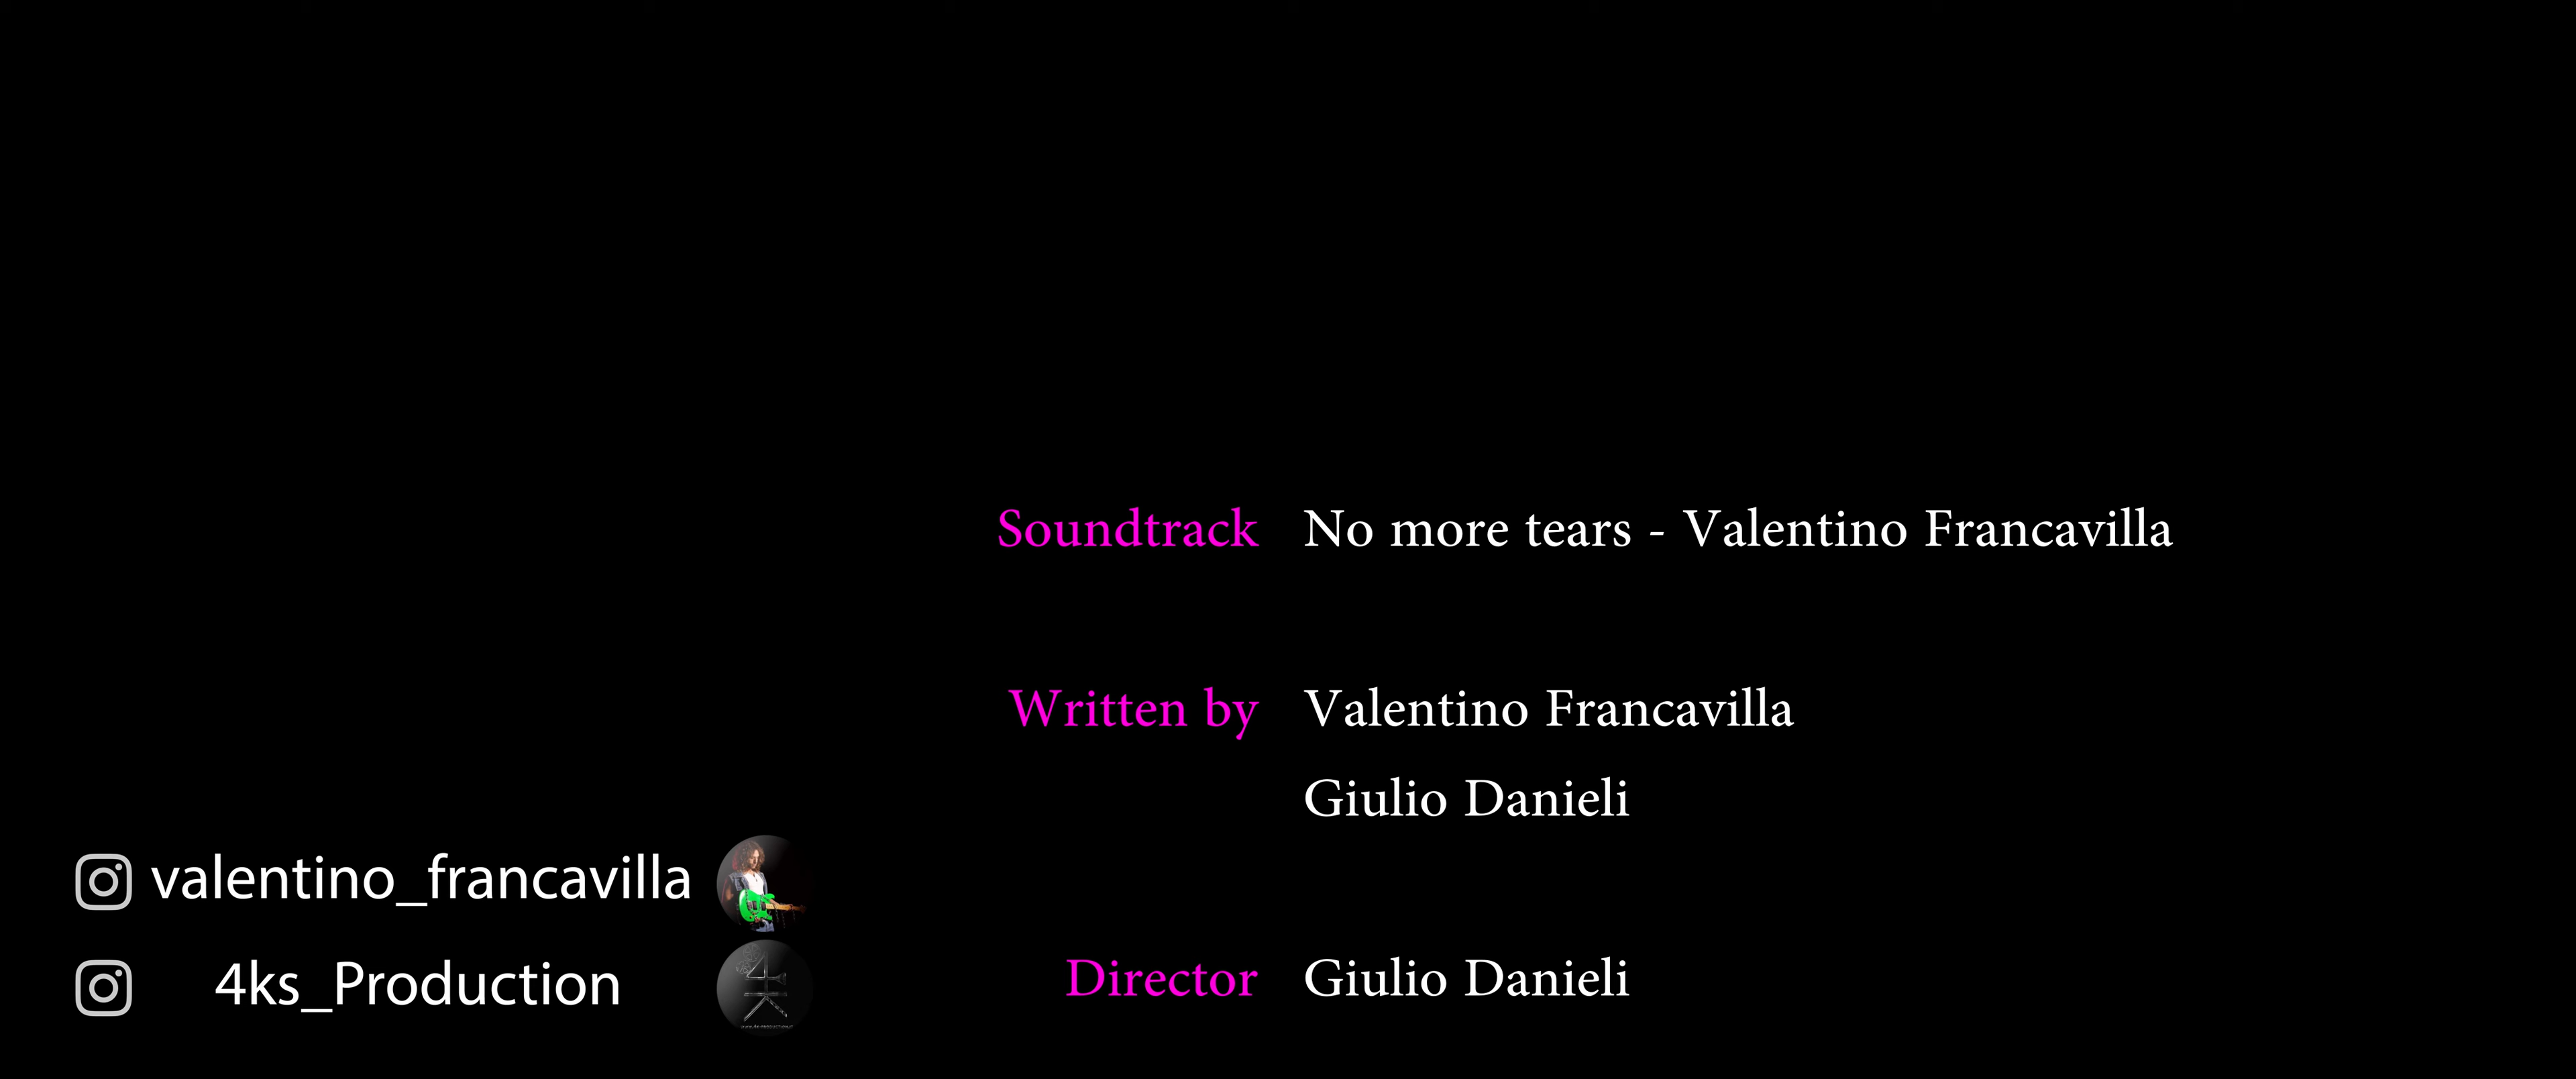 Soundtrack No more tears - Valentino Francavilla
Written by Valentino Francavilla
Giulio Danieli
Director Giulio Danieli
valentino_francavilla
4ks_Production